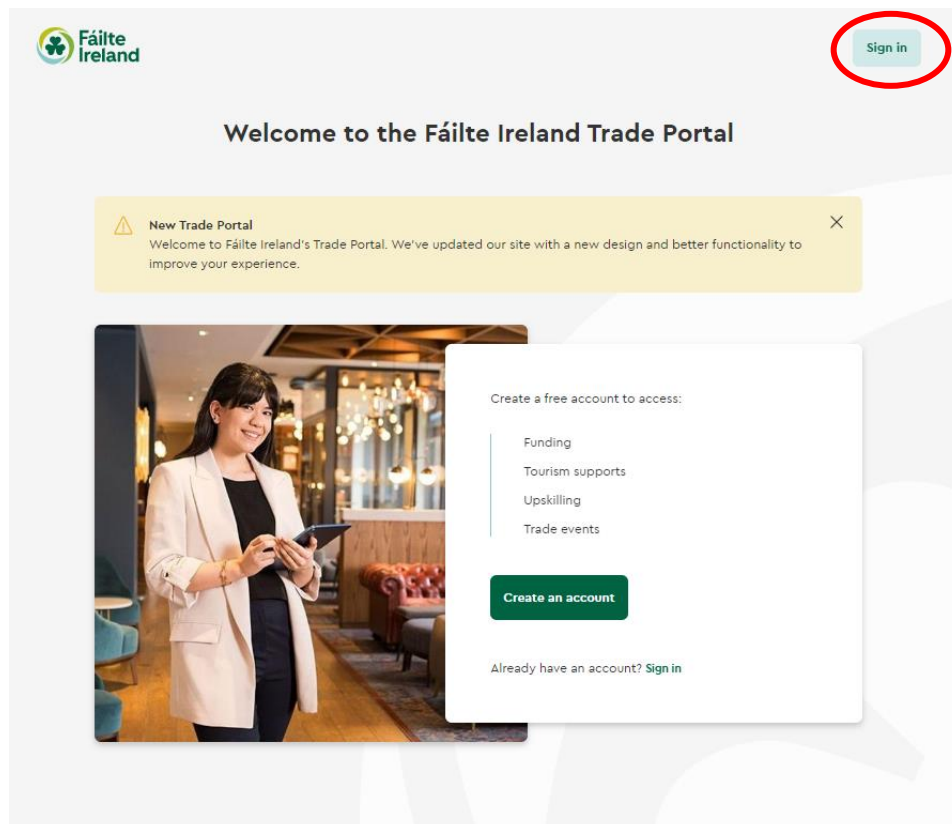 Fáilte
Ireland
Sign in
Welcome to the Fáilte Ireland Trade Portal
New Trade Portal
Welcome to Fáilte Ireland's Trade Portal. We've updated our site with a new design and better functionality to
improve your experience.
Create a free account to access:
Funding
Tourism supports
Upskilling
Trade events
Create an account
Already have an account? Sign in